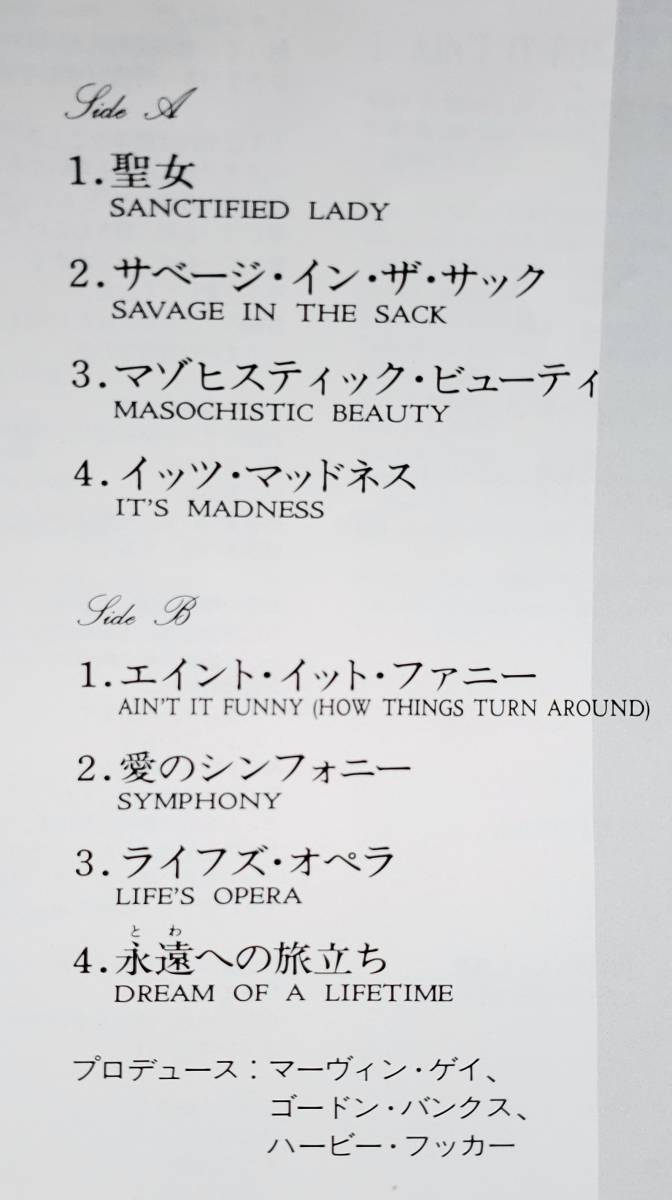 Side A
1.聖女
SANCTIFIED LADY
2.サベージ・イン・ザ・サック
SAVAGE IN THE SACK
3.マゾヒスティック・ビューティ
MASOCHISTIC BEAUTY
4.イッツ・マッドネス
IT'S MADNESS
Side B
1.エイント・イット・ファニー
AIN'T IT FUNNY (HOW THINGS TURN AROUND)
2.愛のシンフォニー
SYMPHONY
3.ライフズ・オペラ
LIFE'S OPERA
とわ
4.永遠への旅立ち
DREAM OF A LIFETIME
プロデュース：マーヴィン・ゲイ、
ゴードン・バンクス、
ハービー・フッカー